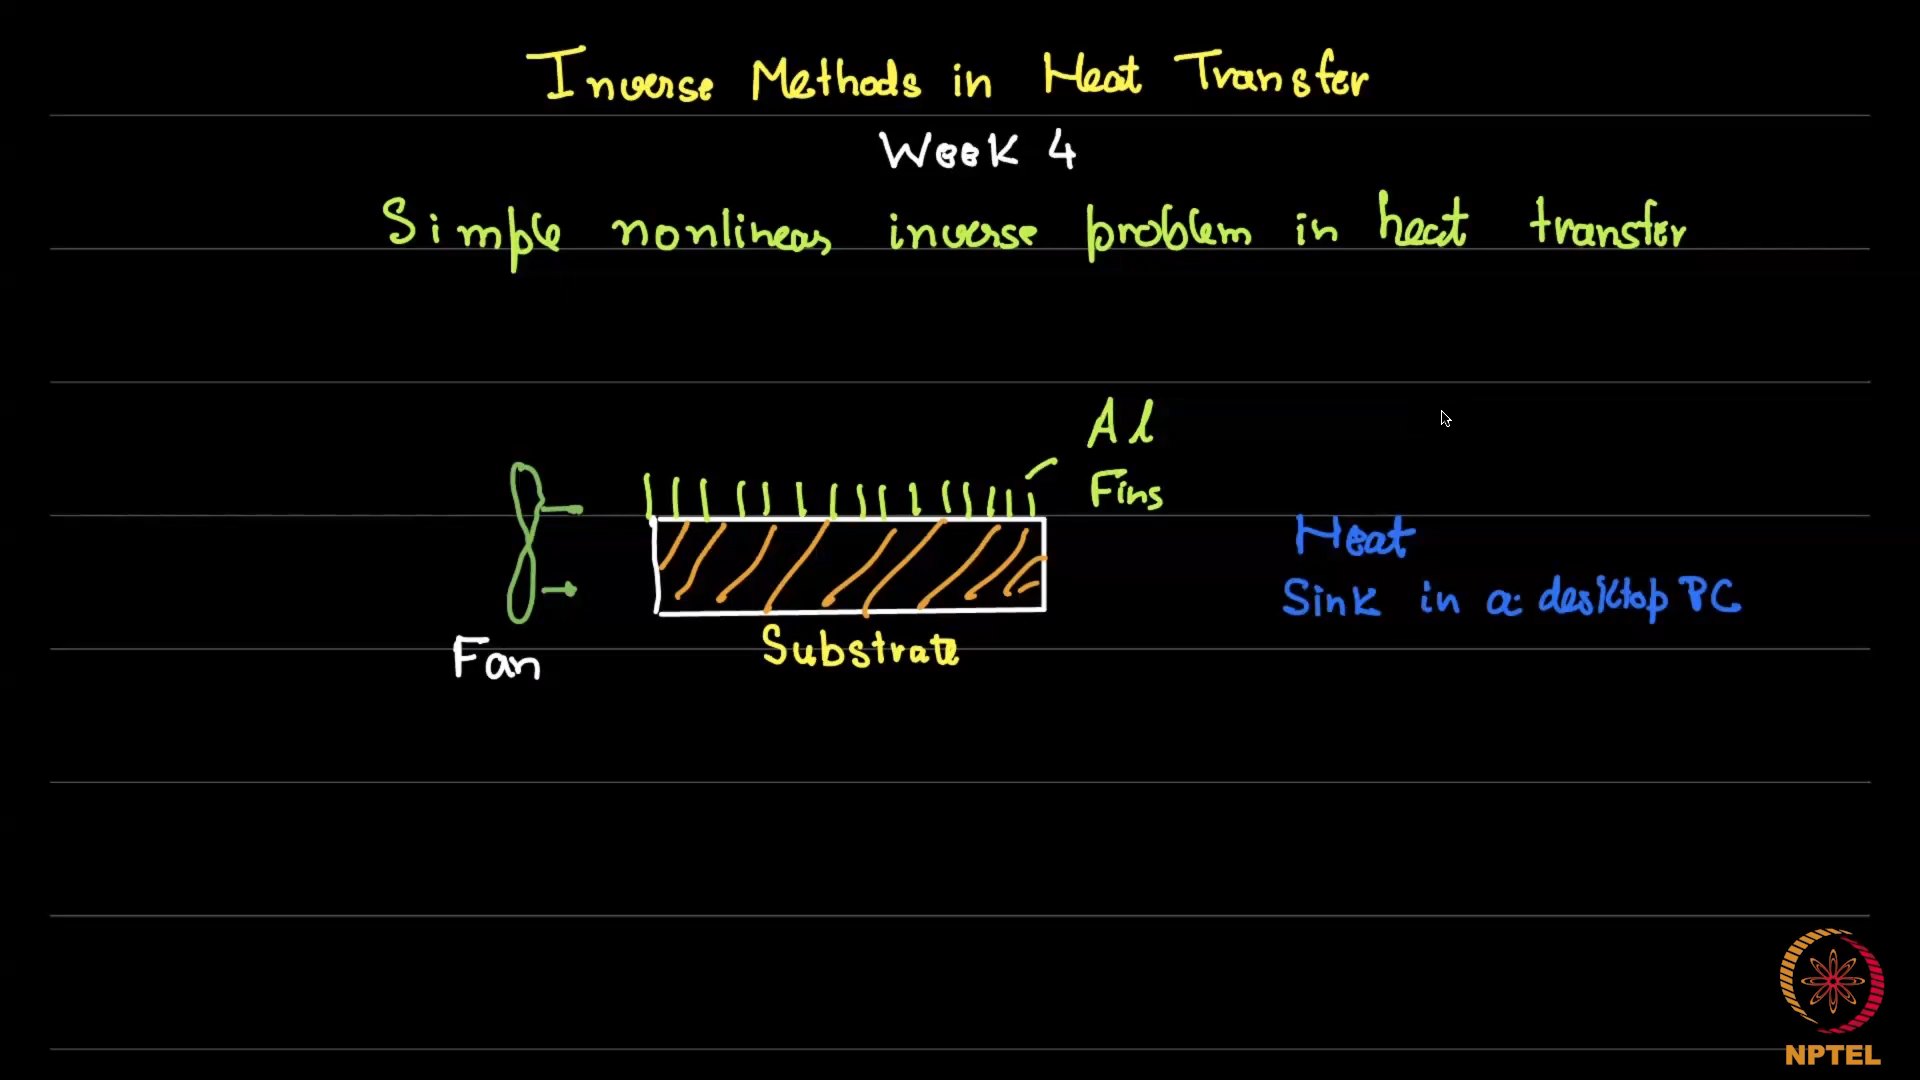 Inverse Methods in Heat Transfer
Week 4
Simple nonlinear inverse problem in heat transfer
Al
Fins
Heat
Sink in a desktop PC
Fan
Substrate
NPTEL